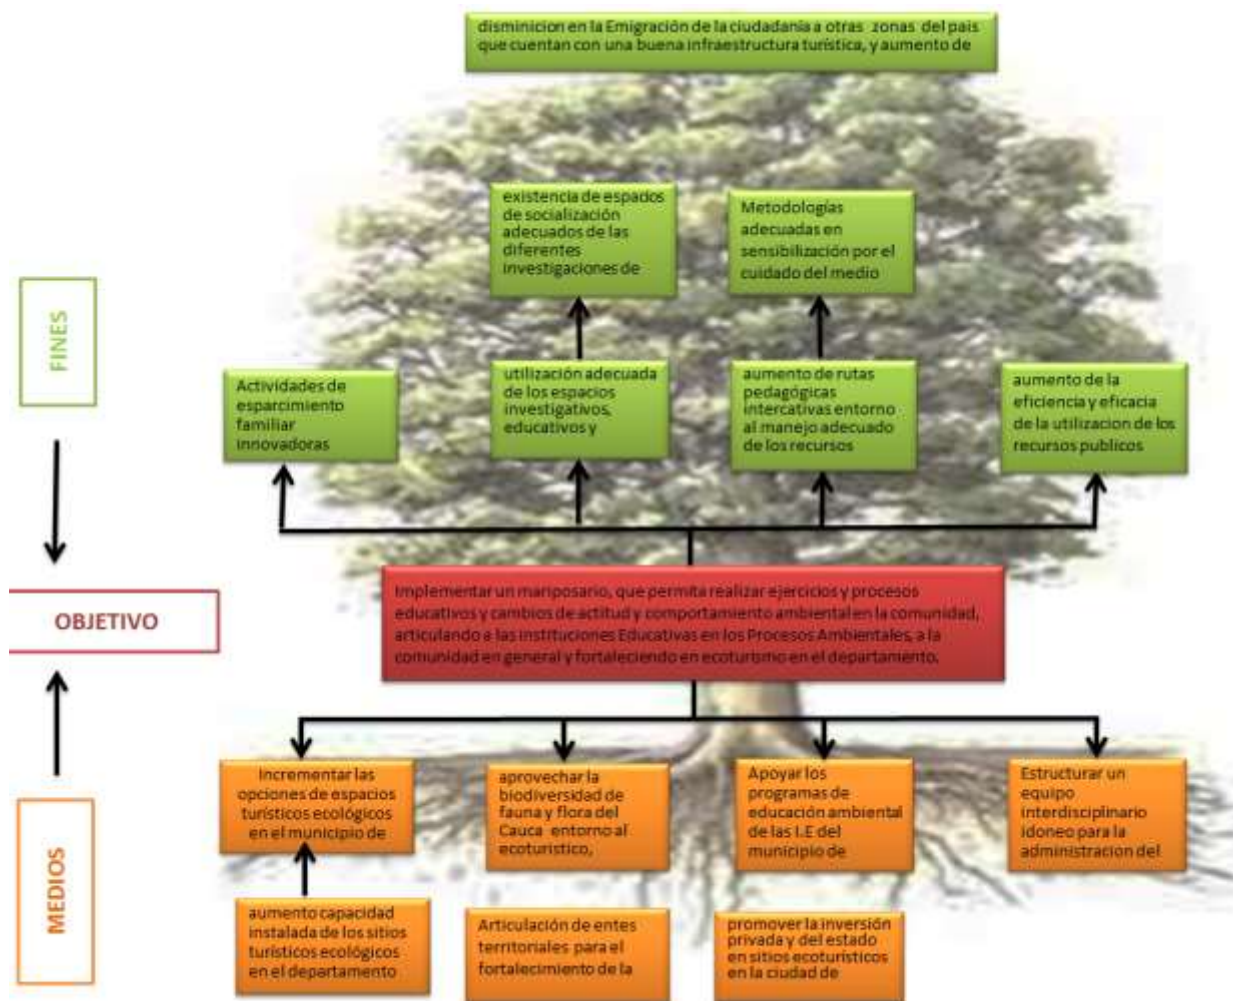 disminicion en la Emigración de la ciudadanía a otras zonas del pais
que cuentan con una buena infraestructura turística, y aumento de
existencia de espacios
de socialización
adecuados de las
diferentes
investigaciones de
Metodologías
adecuadas en
sensibilización por el
cuidado del medio
FINES
Actividades de
esparcimiento
familiar
innovadoras
utilización adecuada
de los espacios
investigativos,
educativos y
aumento de rutas
pedagógicas
intercativas entorno
al manejo adecuado
de los recursos
aumento de la
eficiencia y eficacia
de la utilizacion de los
recursos publicos
OBJETIVO
Implementar un mariposario, que permita realizar ejercicios y procesos
educativos y cambios de actitud y comportamiento ambiental en la comunidad,
articulando a las instituciones Educativas en los Procesos Ambientales, a la
comunidad en general y fortaleciendo en ecoturismo en el departamento.
MEDIOS
Incrementar las
opciones de espacios
turísticos ecológicos
en el municipio de
aprovechar la
biodiversidad de
fauna y flora del
Cauca entorno al
ecoturistico,
Apoyar los
programas de
educación ambiental
de las I.E del
municipio de
Estructurar un
equipo
interdisciplinario
idoneo para la
administracion del
aumento capacidad
instalada de los sitios
turísticos ecológicos
en el departamento
Articulación de entes
territoriales para el
fortalecimiento de la
promover la inversión
privada y del estado
en sitios ecoturísticos
en la ciudad de